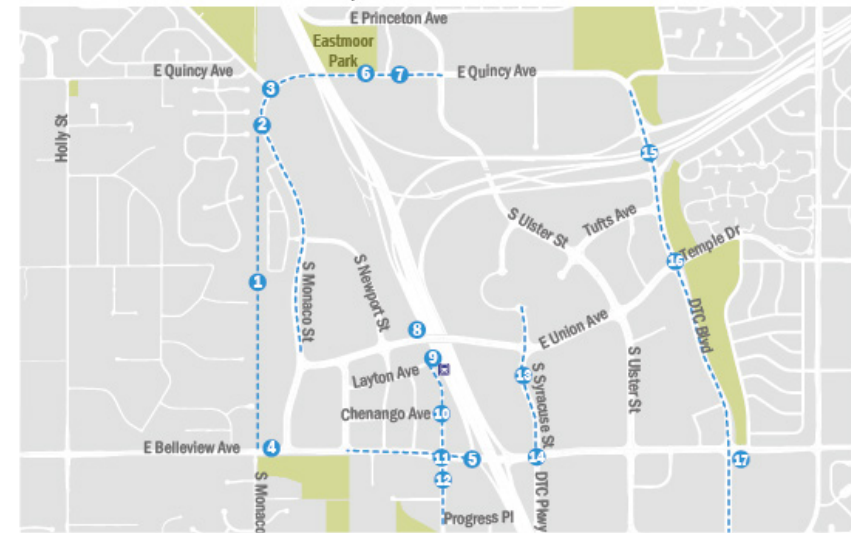 E Princeton Ave
Eastmoor
Park
E Quincy Ave
6
7
E Quincy Ave
3
2
Holly St
15
S Ulster St
Tufts Ave
Temple Dr
16
1
S Monaco St
S Newport St
DTC Blvd
8
E Union Ave
9
Layton Ave
13
S Syracuse St
S Ulster St
Chenango Ave
10
E Belleview Ave
4
11
5
14
17
12
S Monaco
DTC Pkwy
Progress Pl